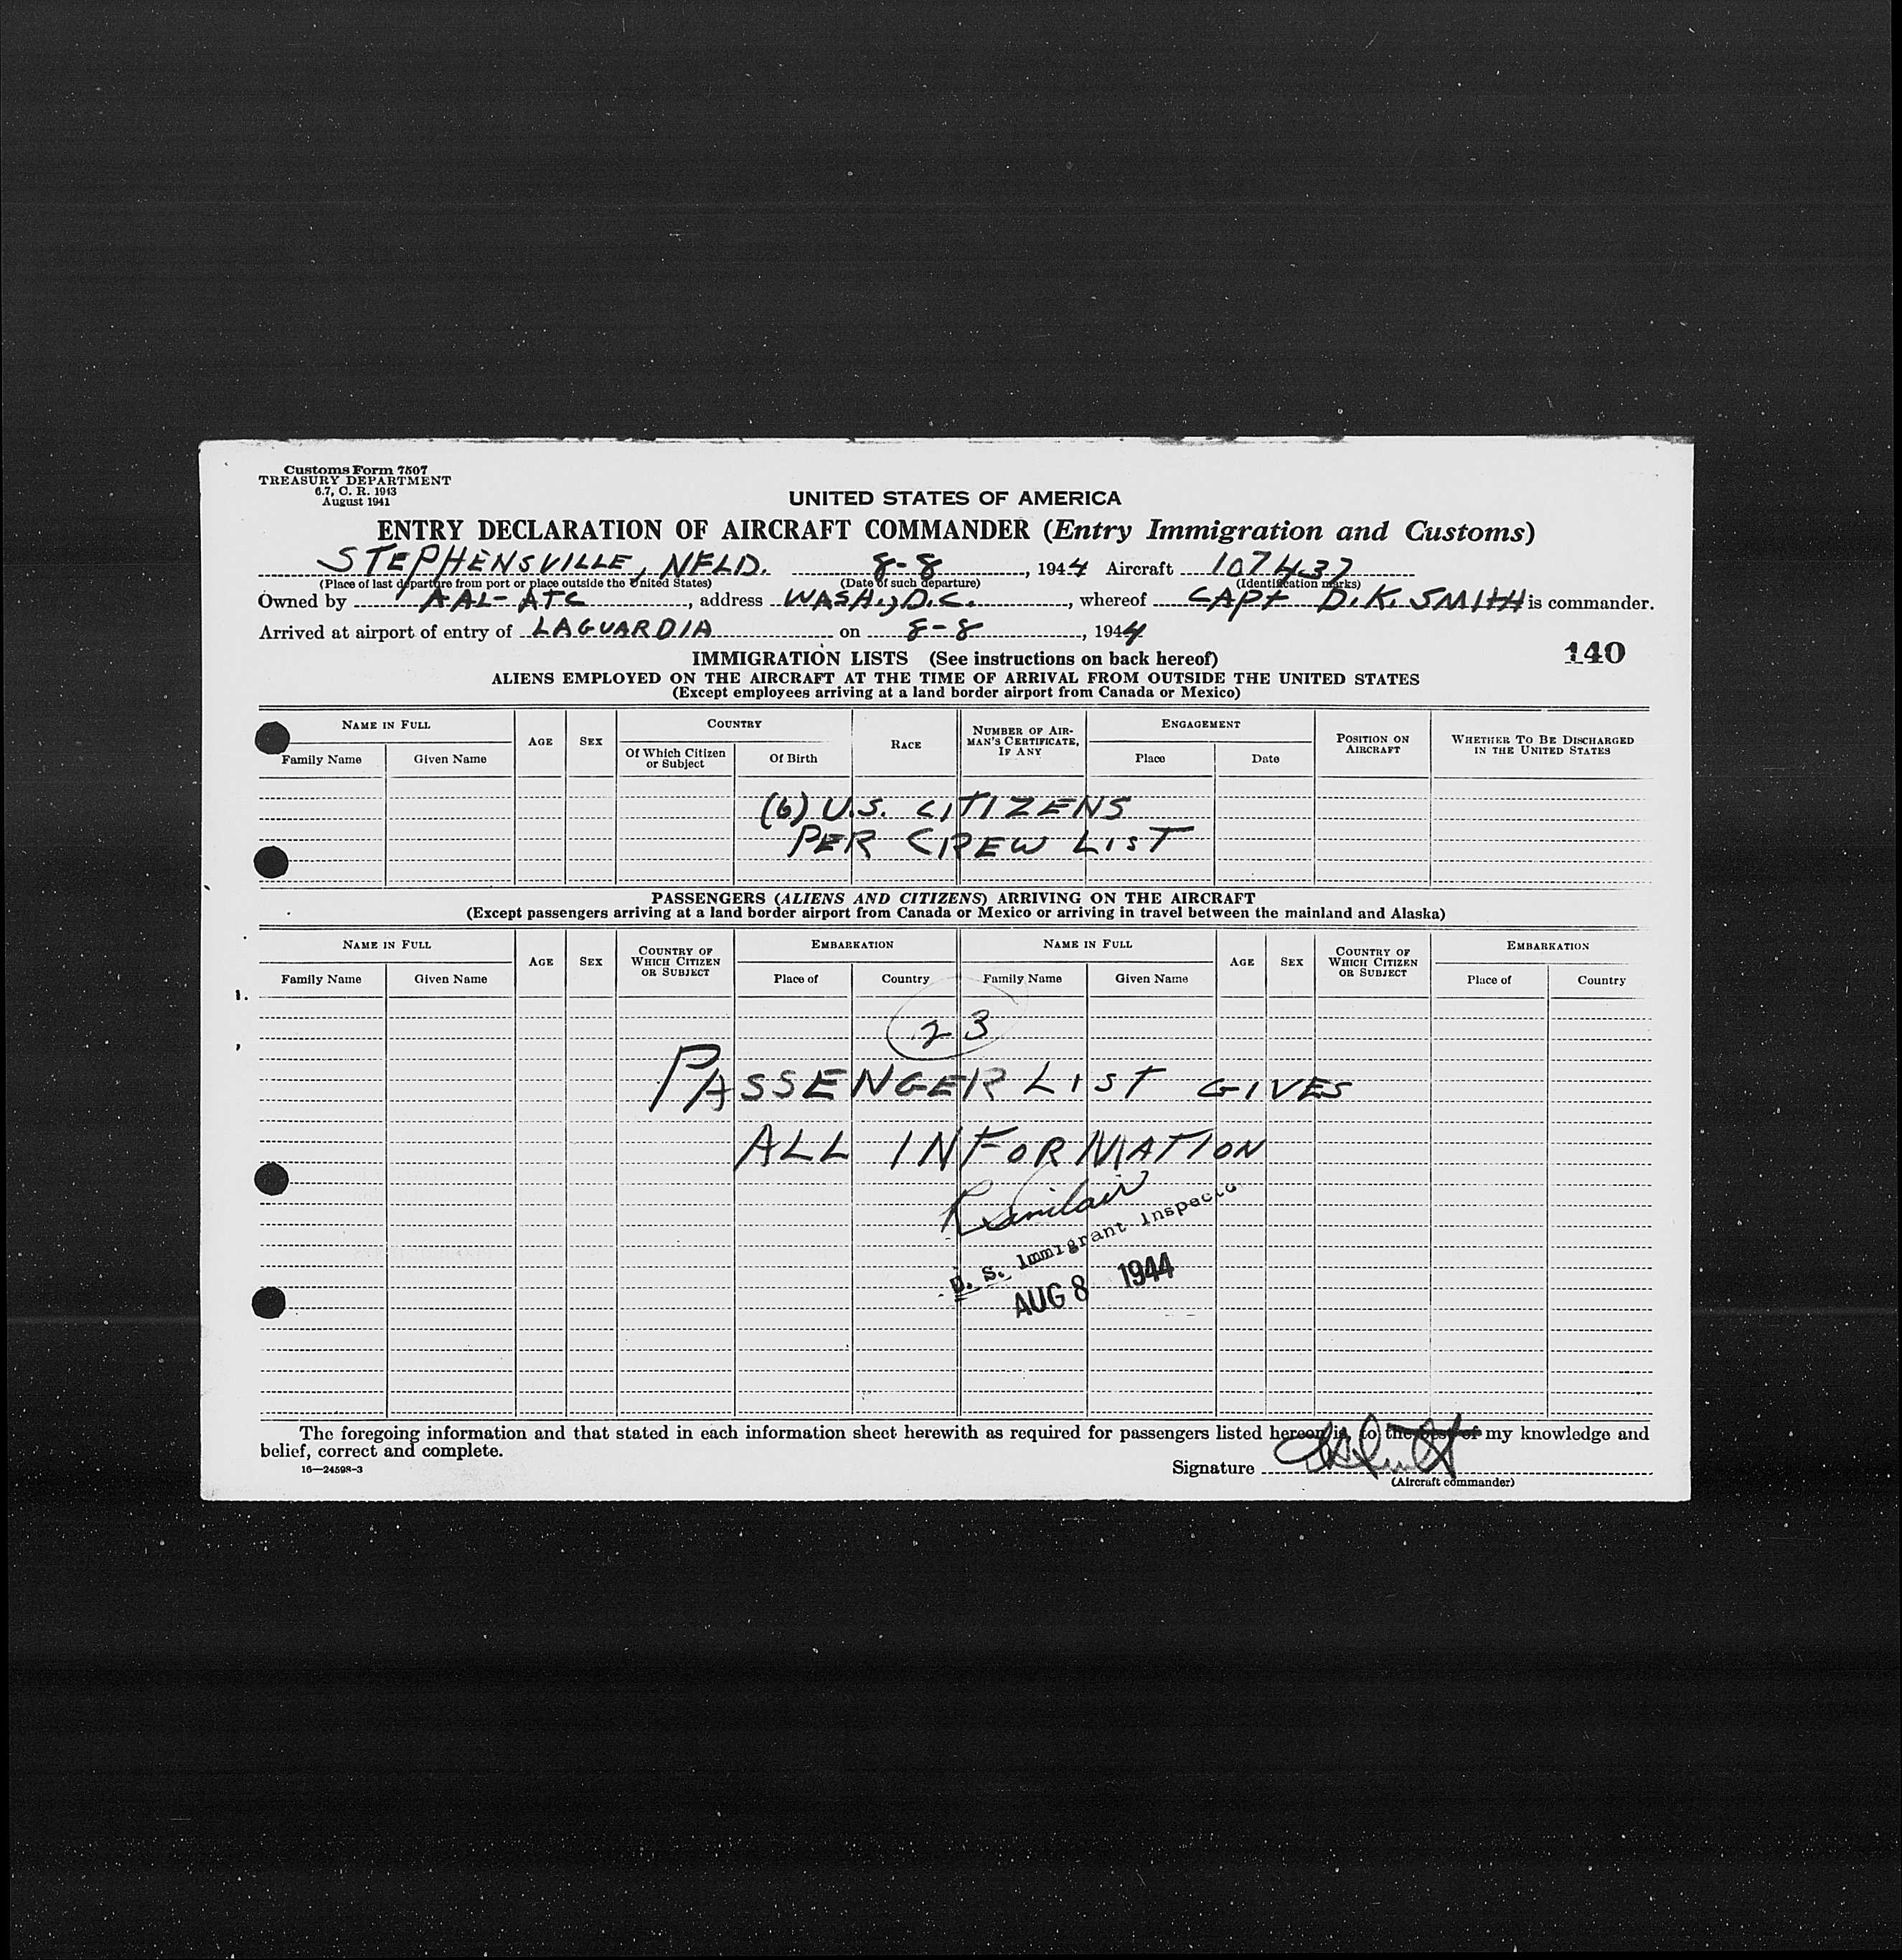 Customs Form 7507
TREASURY DEPARTMENT
6.7, C. R. 1943
August 1941
UNITED STATES OF AMERICA
ENTRY DECLARATION OF AIRCRAFT COMMANDER (Entry Immigration and Customs)
STEPHENSVILLE, NFLD. 8-8, 1944 Aircraft 107437
(Place of last departure from port or place outside the United States) (Date of such departure) (Identification marks)
Owned by AAL-ATC, address WASH., D.C., whereof CAPt D.K. SMITH is commander.
Arrived at airport of entry of LAGUARDIA on 8-8, 1944
140
IMMIGRATION LISTS (See instructions on back hereof)
ALIENS EMPLOYED ON THE AIRCRAFT AT THE TIME OF ARRIVAL FROM OUTSIDE THE UNITED STATES
(Except employees arriving at a land border airport from Canada or Mexico)
NAME IN FULL AGE SEX COUNTRY RACE NUMBER OF AIRMAN'S CERTIFICATE, IF ANY ENGAGEMENT POSITION ON AIRCRAFT WHETHER TO BE DISCHARGED IN THE UNITED STATES
Family Name Given Name Of Which Citizen or Subject Of Birth Place Date
(6) U.S. CITIZENS
PER CREW LIST
PASSENGERS (ALIENS AND CITIZENS) ARRIVING ON THE AIRCRAFT
(Except passengers arriving at a land border airport from Canada or Mexico or arriving in travel between the mainland and Alaska)
NAME IN FULL AGE SEX COUNTRY OF WHICH CITIZEN OR SUBJECT EMBARKATION NAME IN FULL AGE SEX COUNTRY OF WHICH CITIZEN OR SUBJECT EMBARKATION
Family Name Given Name Place of Country Family Name Given Name Place of Country
23
PASSENGER LIST GIVES
ALL INFORMATION
U. S. Immigrant Inspecto
AUG 8 1944
The foregoing information and that stated in each information sheet herewith as required for passengers listed hereon is, to the best of my knowledge and
belief, correct and complete.
16—24598-3
Signature
(Aircraft commander)